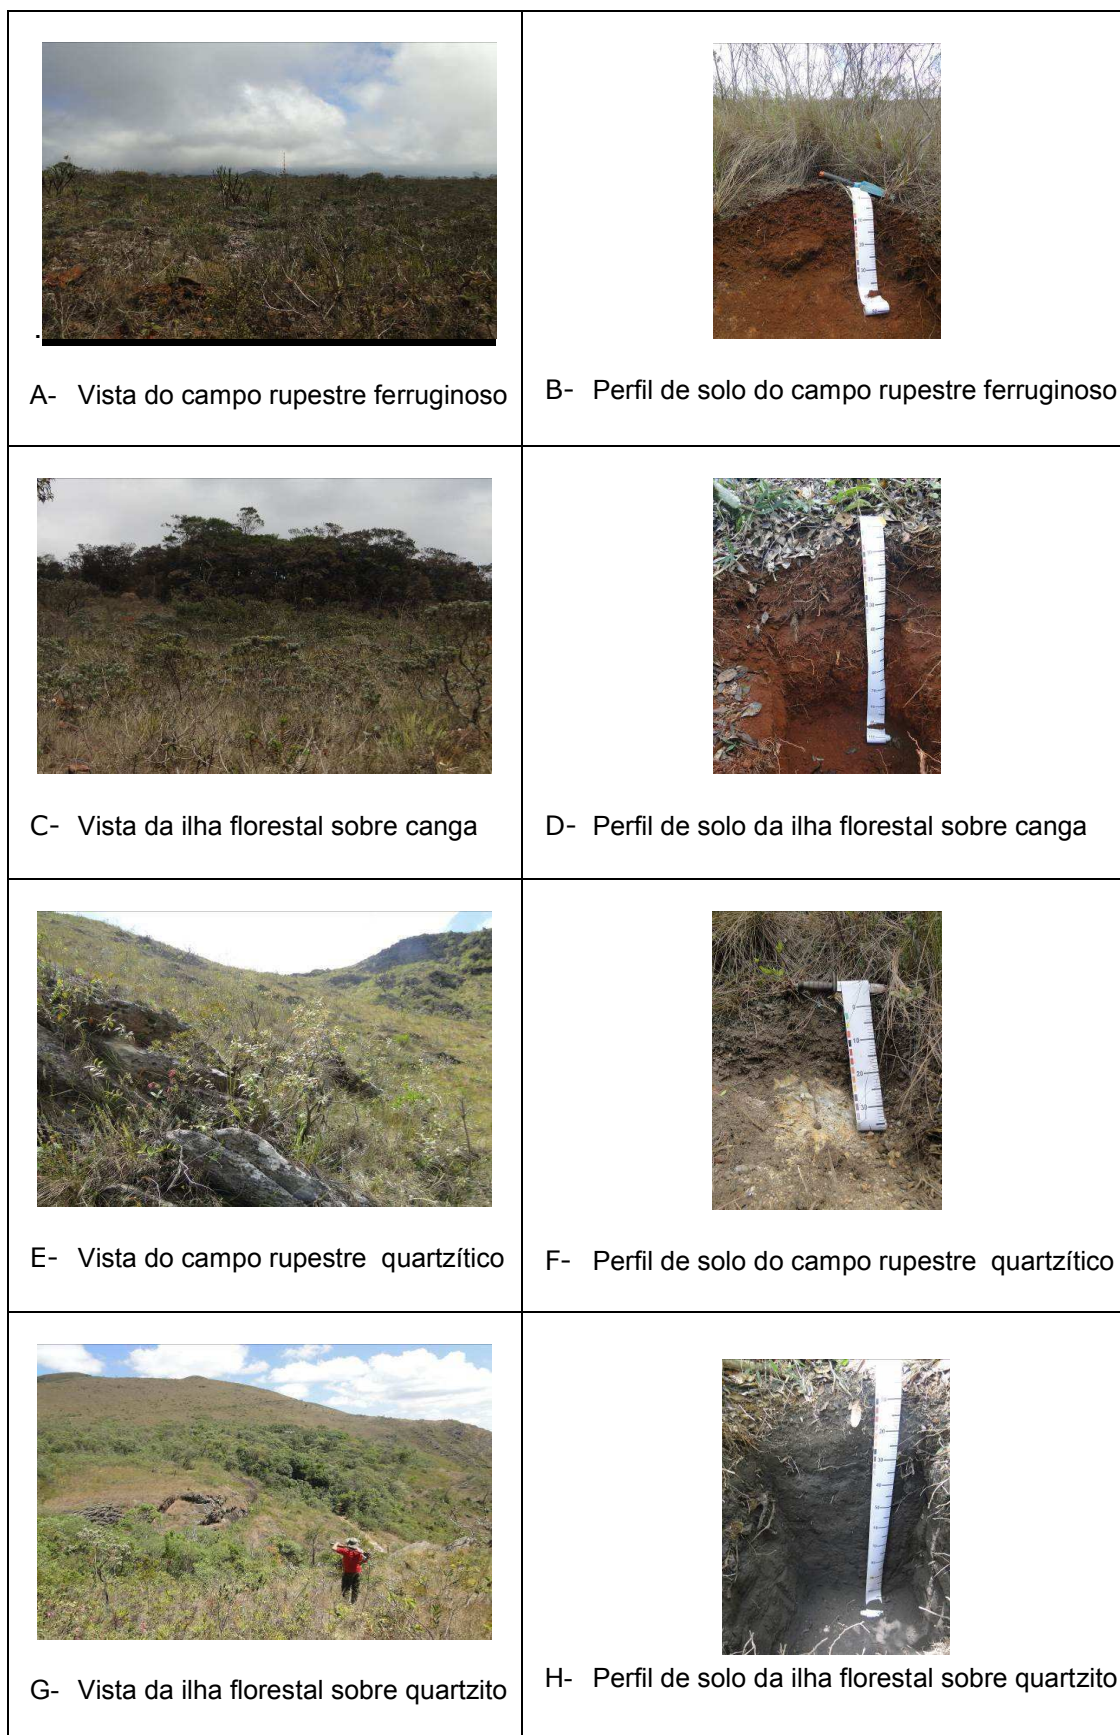 A- Vista do campo rupestre ferruginoso
B- Perfil de solo do campo rupestre ferruginoso
C- Vista da ilha florestal sobre canga
D- Perfil de solo da ilha florestal sobre canga
E- Vista do campo rupestre quartzítico
F- Perfil de solo do campo rupestre quartzítico
G- Vista da ilha florestal sobre quartzito
H- Perfil de solo da ilha florestal sobre quartzito